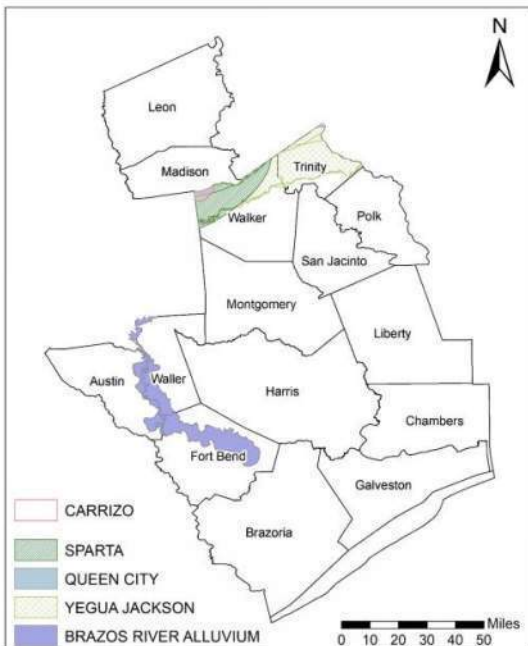 N
Leon
Madison
Trinity
Walker
Polk
San Jacinto
Montgomery
Liberty
Austin
Waller
Harris
Chambers
Fort Bend
Galveston
Brazoria
CARRIZO
SPARTA
QUEEN CITY
YEGUA JACKSON
BRAZOS RIVER ALLUVIUM
Miles
0 10 20 30 40 50